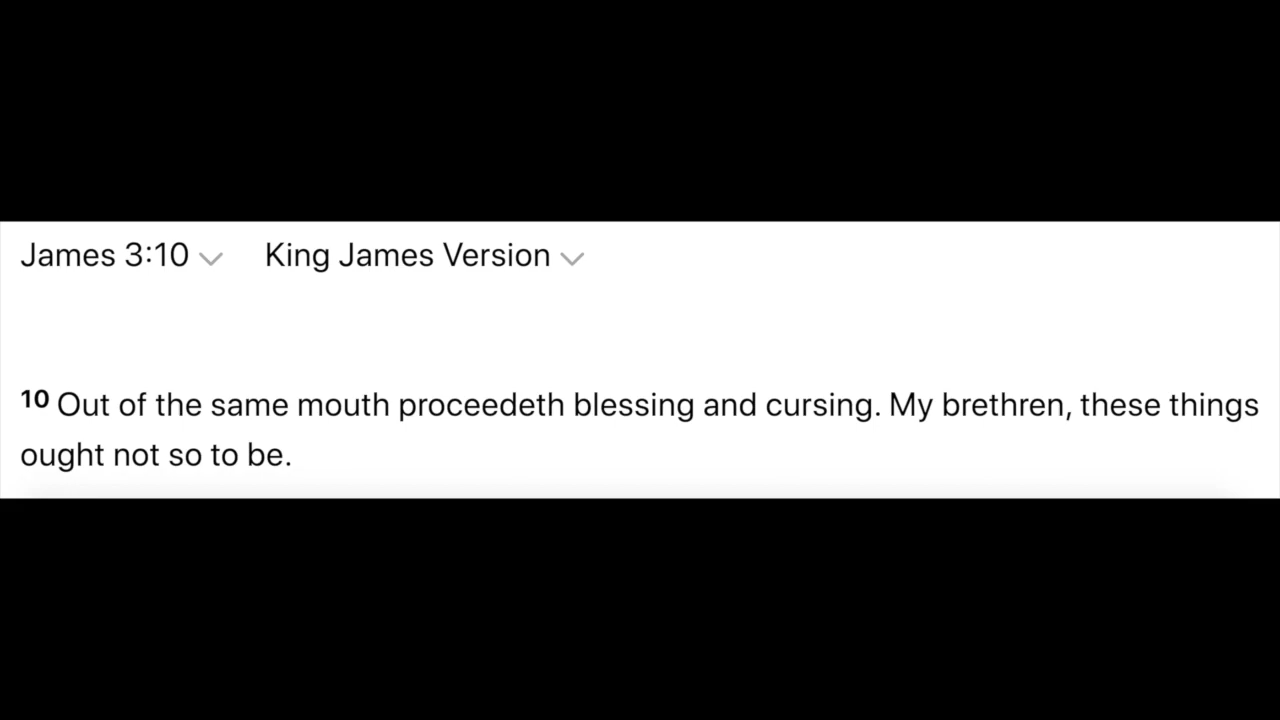 James 3:10 King James Version
10 Out of the same mouth proceedeth blessing and cursing. My brethren, these things
ought not so to be.